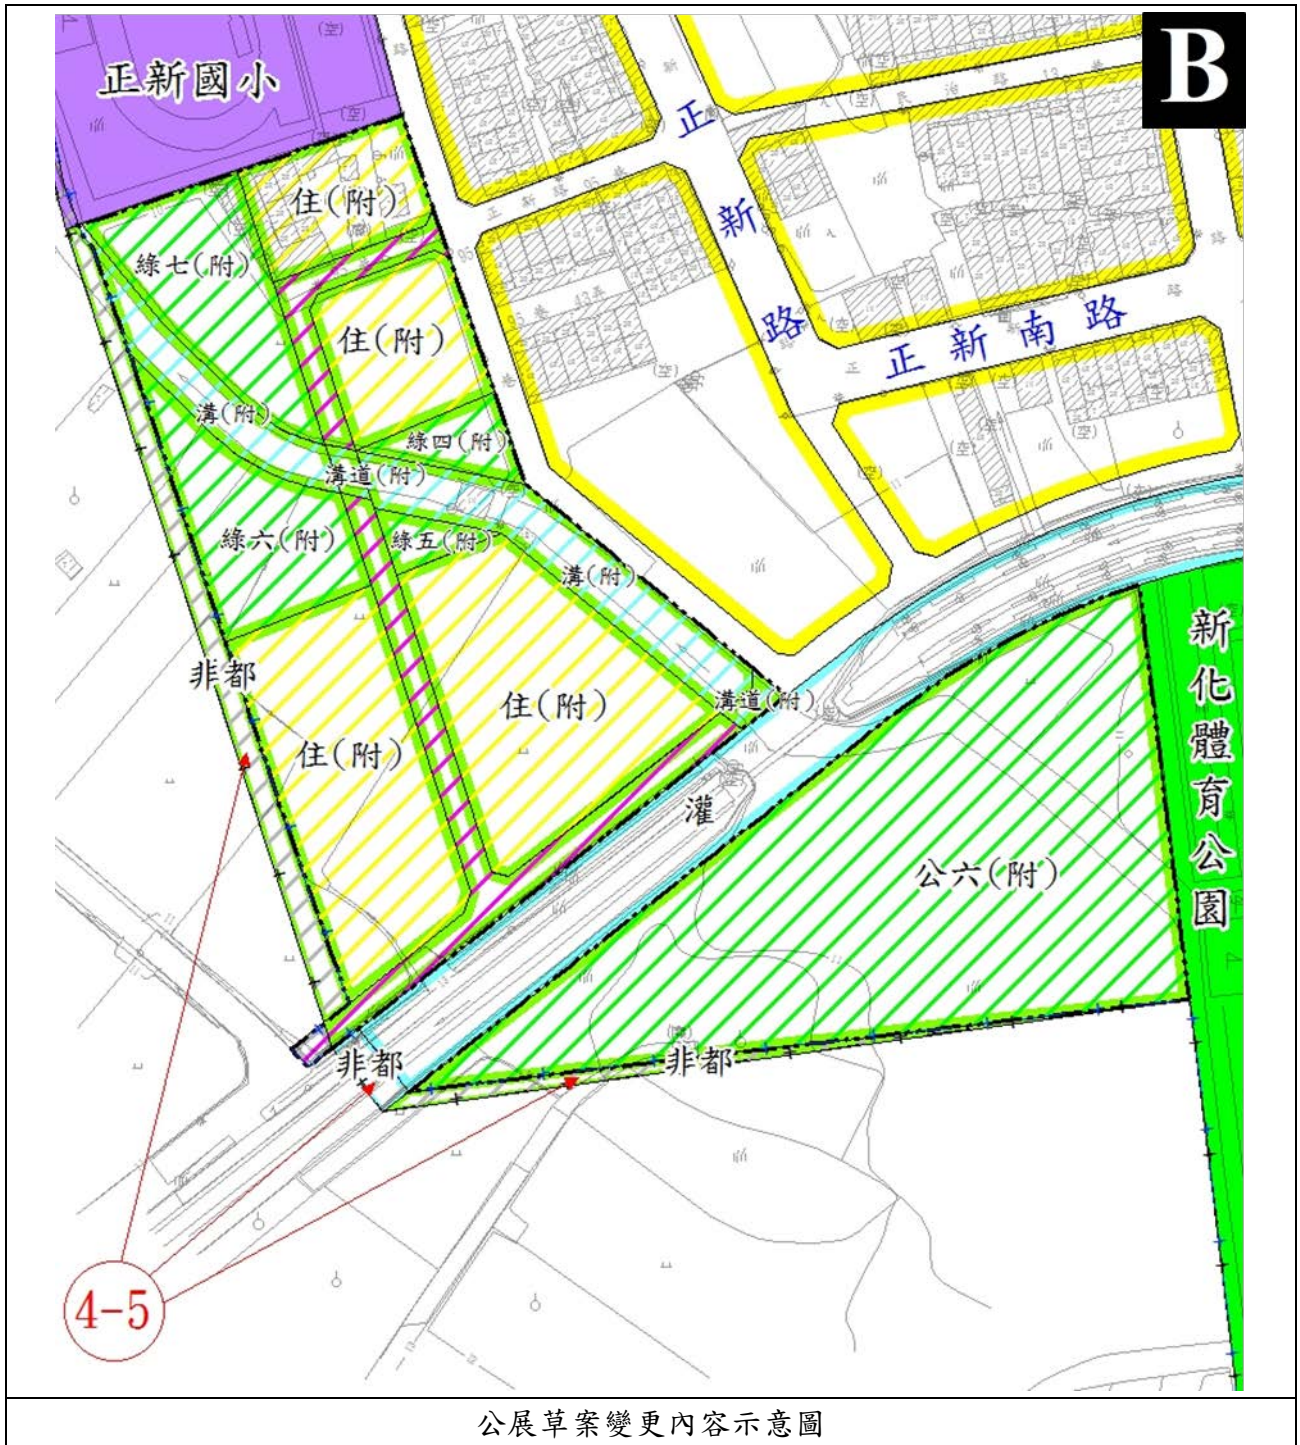 B
正新國小
正新路
正新南路
住(附)
綠七(附)
住(附)
溝(附)
綠四(附)
溝道(附)
綠六(附)
綠五(附)
溝(附)
非都
住(附)
溝道(附)
住(附)
灌
新化體育公園
公六(附)
非都
非都
4-5
公展草案變更內容示意圖